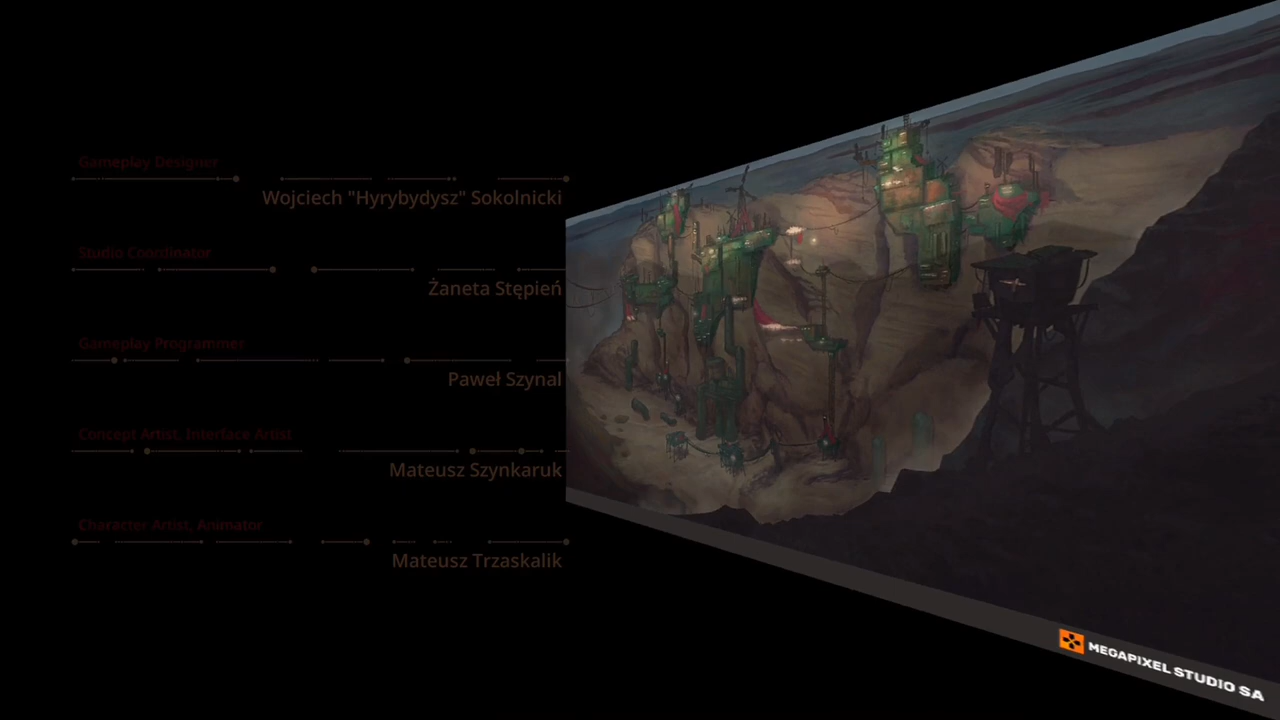 Gameplay Designer
Wojciech "Hyrybydysz" Sokolnicki
Studio Coordinator
Żaneta Stępień
Gameplay Programmer
Paweł Szynal
Concept Artist, Interface Artist
Mateusz Szynkaruk
Character Artist, Animator
Mateusz Trzaskalik
MEGAPIXEL STUDIO SA